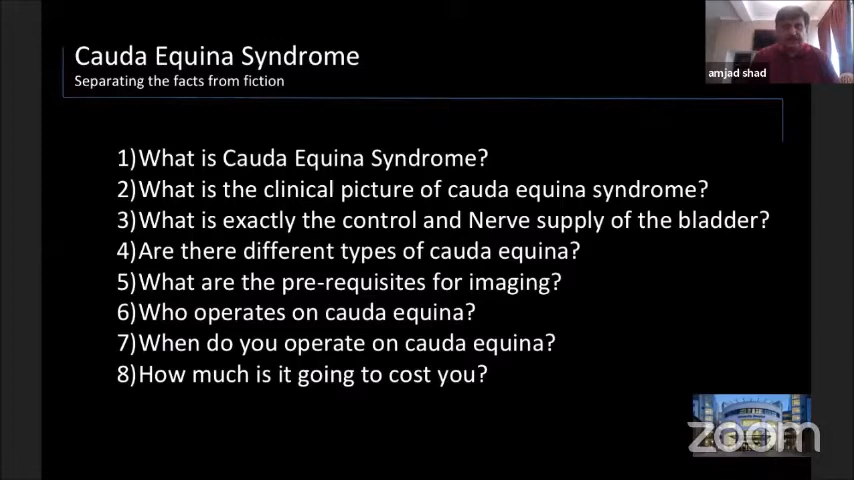 Cauda Equina Syndrome
Separating the facts from fiction
amjad shad
1)What is Cauda Equina Syndrome?
2)What is the clinical picture of cauda equina syndrome?
3)What is exactly the control and Nerve supply of the bladder?
4)Are there different types of cauda equina?
5)What are the pre-requisites for imaging?
6)Who operates on cauda equina?
7)When do you operate on cauda equina?
8)How much is it going to cost you?
zoom